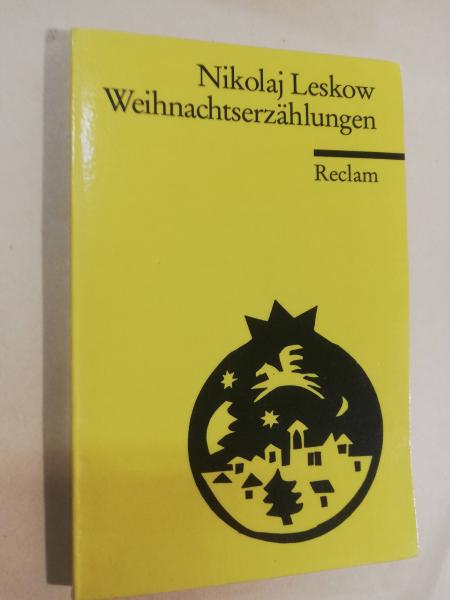 Nikolaj Leskow
Weihnachtserzählungen
Reclam